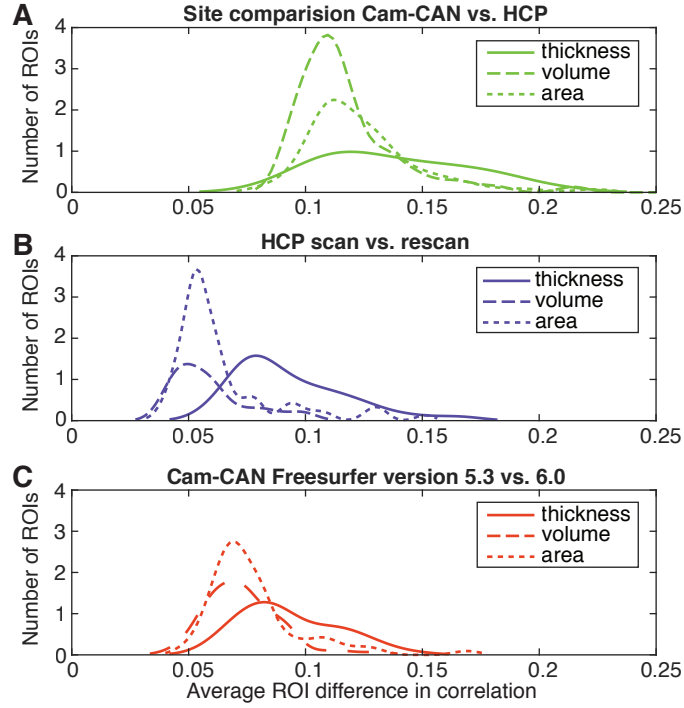 A
Site comparision Cam-CAN vs. HCP
Number of ROIs
4
3
2
1
0
thickness
volume
area
0
0.05
0.1
0.15
0.2
0.25
B
HCP scan vs. rescan
Number of ROIs
4
3
2
1
0
thickness
volume
area
0
0.05
0.1
0.15
0.2
0.25
C
Cam-CAN Freesurfer version 5.3 vs. 6.0
Number of ROIs
4
3
2
1
0
thickness
volume
area
0
0.05
0.1
0.15
0.2
0.25
Average ROI difference in correlation